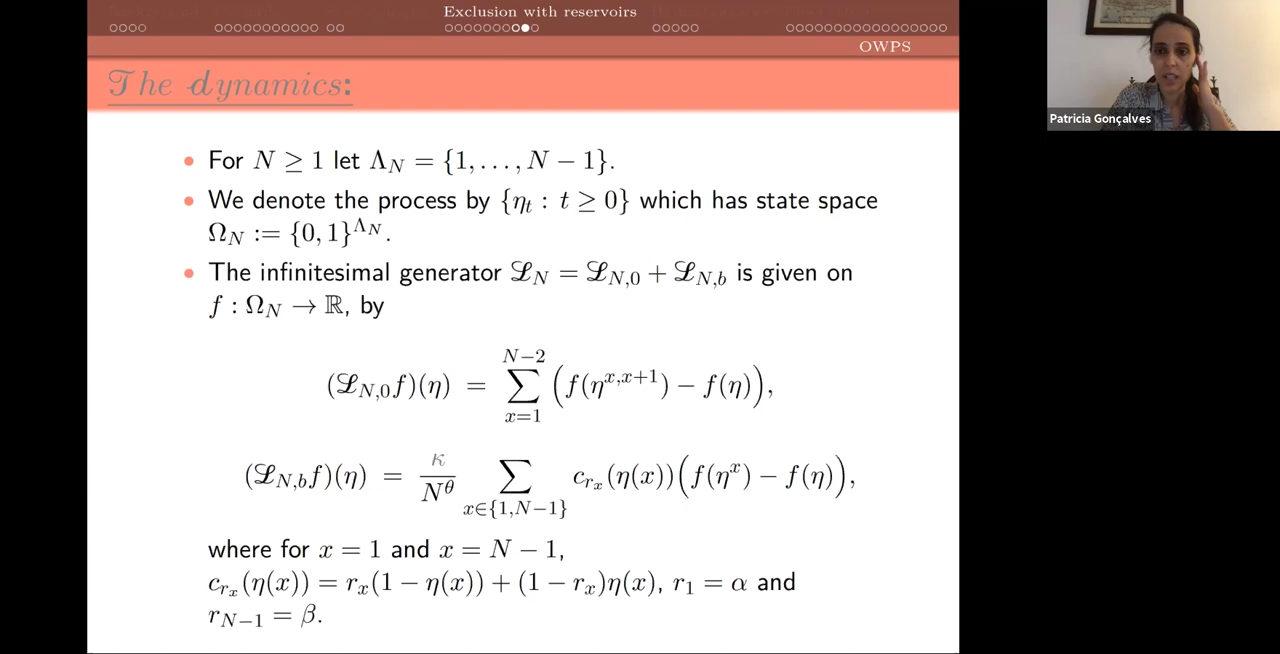 Exclusion with reservoirs
OWPS
The dynamics:
• For N ≥ 1 let Λ_N = {1, . . . , N − 1}.
• We denote the process by {η_t : t ≥ 0} which has state space
Ω_N := {0, 1}^{Λ_N}.
• The infinitesimal generator ℒ_N = ℒ_{N,0} + ℒ_{N,b} is given on
f : Ω_N → ℝ, by
(ℒ_{N,0}f)(η) = \sum_{x=1}^{N−2} (f(η^{x,x+1}) − f(η)),
(ℒ_{N,b}f)(η) = \frac{κ}{N^θ} \sum_{x∈{1,N−1}} c_{r_x}(η(x))(f(η^x) − f(η)),
where for x = 1 and x = N − 1,
c_{r_x}(η(x)) = r_x(1 − η(x)) + (1 − r_x)η(x), r_1 = α and
r_{N−1} = β.
Patricia Gonçalves